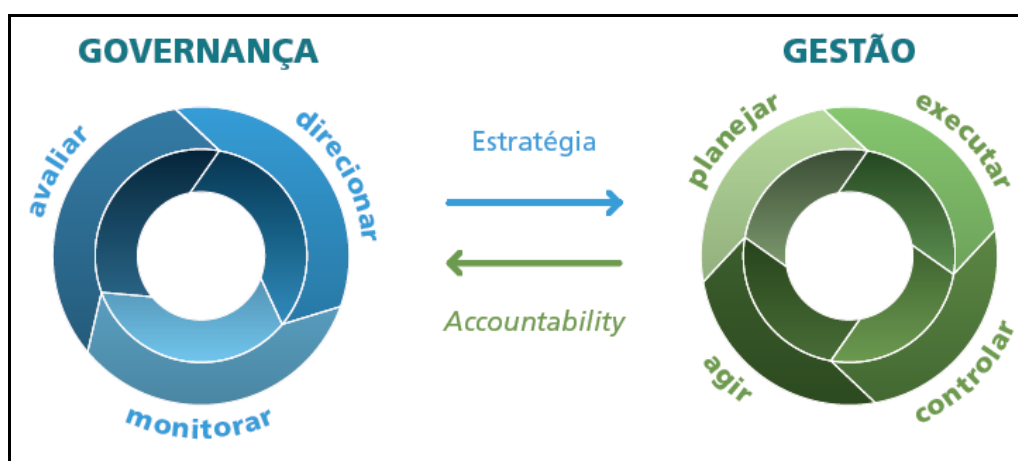 GOVERNANÇA
avaliar
direcionar
monitorar
Estratégia
Accountability
GESTÃO
planejar
executar
controlar
agir